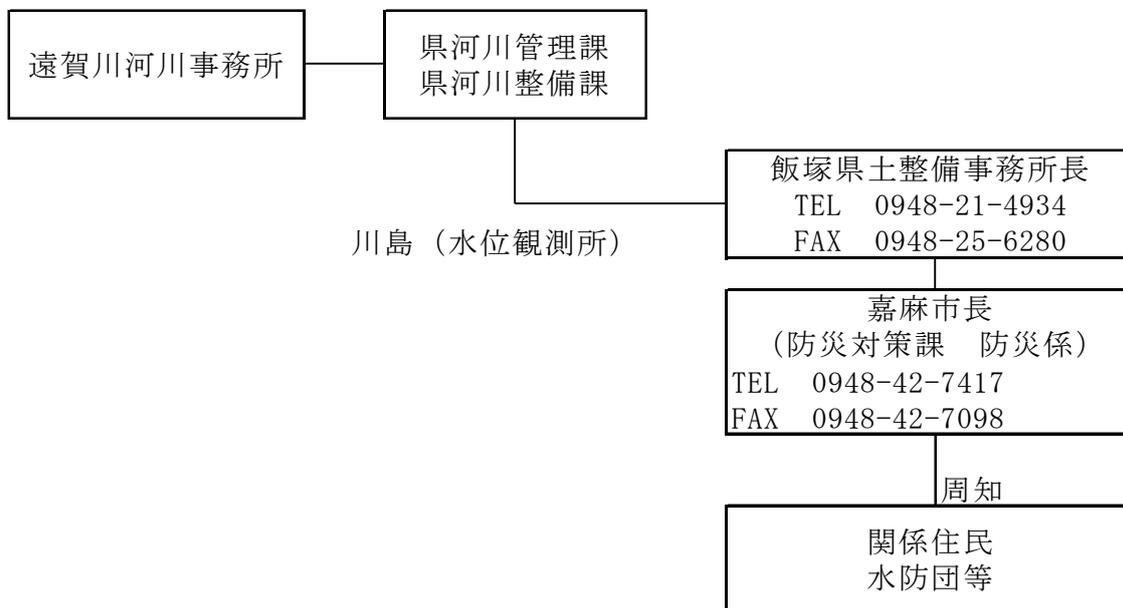 遠賀川河川事務所
県河川管理課
県河川整備課
飯塚県土整備事務所長
TEL 0948-21-4934
FAX 0948-25-6280
川島（水位観測所）
嘉麻市長
（防災対策課 防災係）
TEL 0948-42-7417
FAX 0948-42-7098
周知
関係住民
水防団等